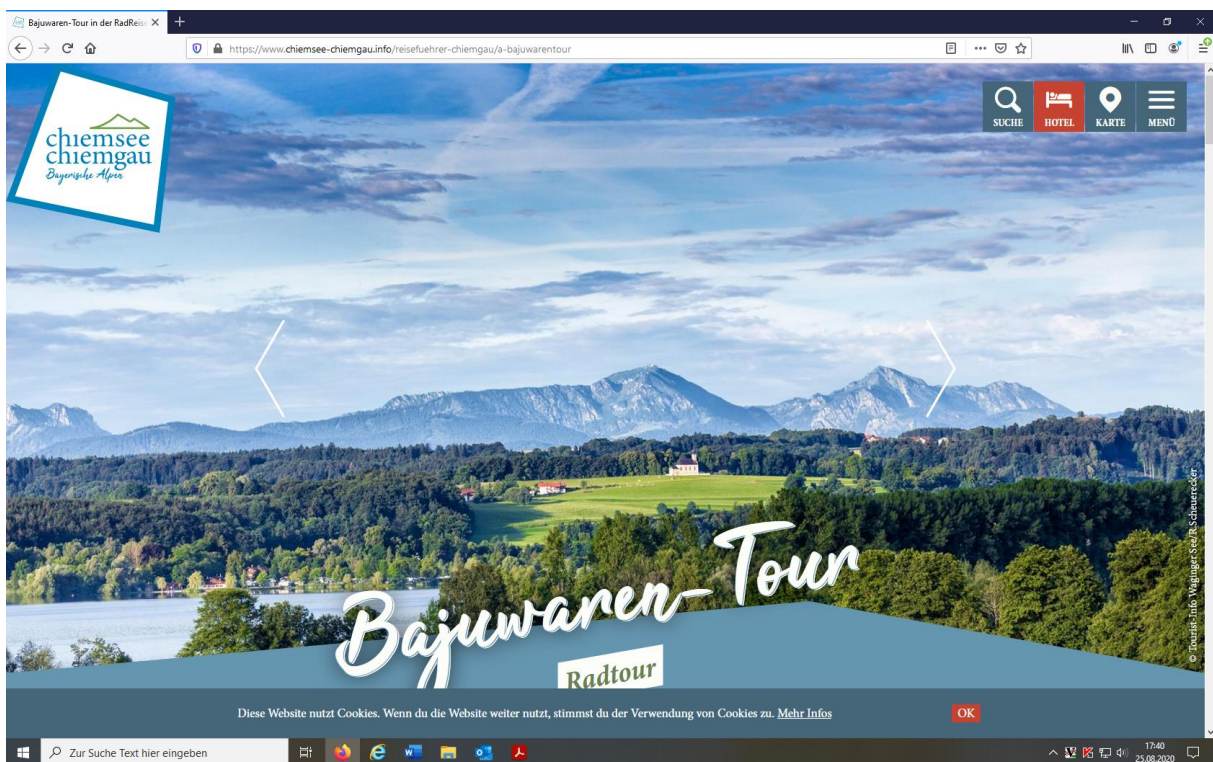 Bajuwaren-Tour in der RadReise
https://www.chiemsee-chiemgau.info/reisefuehrer-chiemgau/a-bajuwarentour
chiemsee
chiemgau
Bayerische Alpen
SUCHE HOTEL KARTE MENÜ
© Tourist-Info Waginger See/R.Scheuerecker
Bajuwaren-Tour
Radtour
Diese Website nutzt Cookies. Wenn du die Website weiter nutzt, stimmst du der Verwendung von Cookies zu. Mehr Infos OK
Zur Suche Text hier eingeben
17:40
25.08.2020